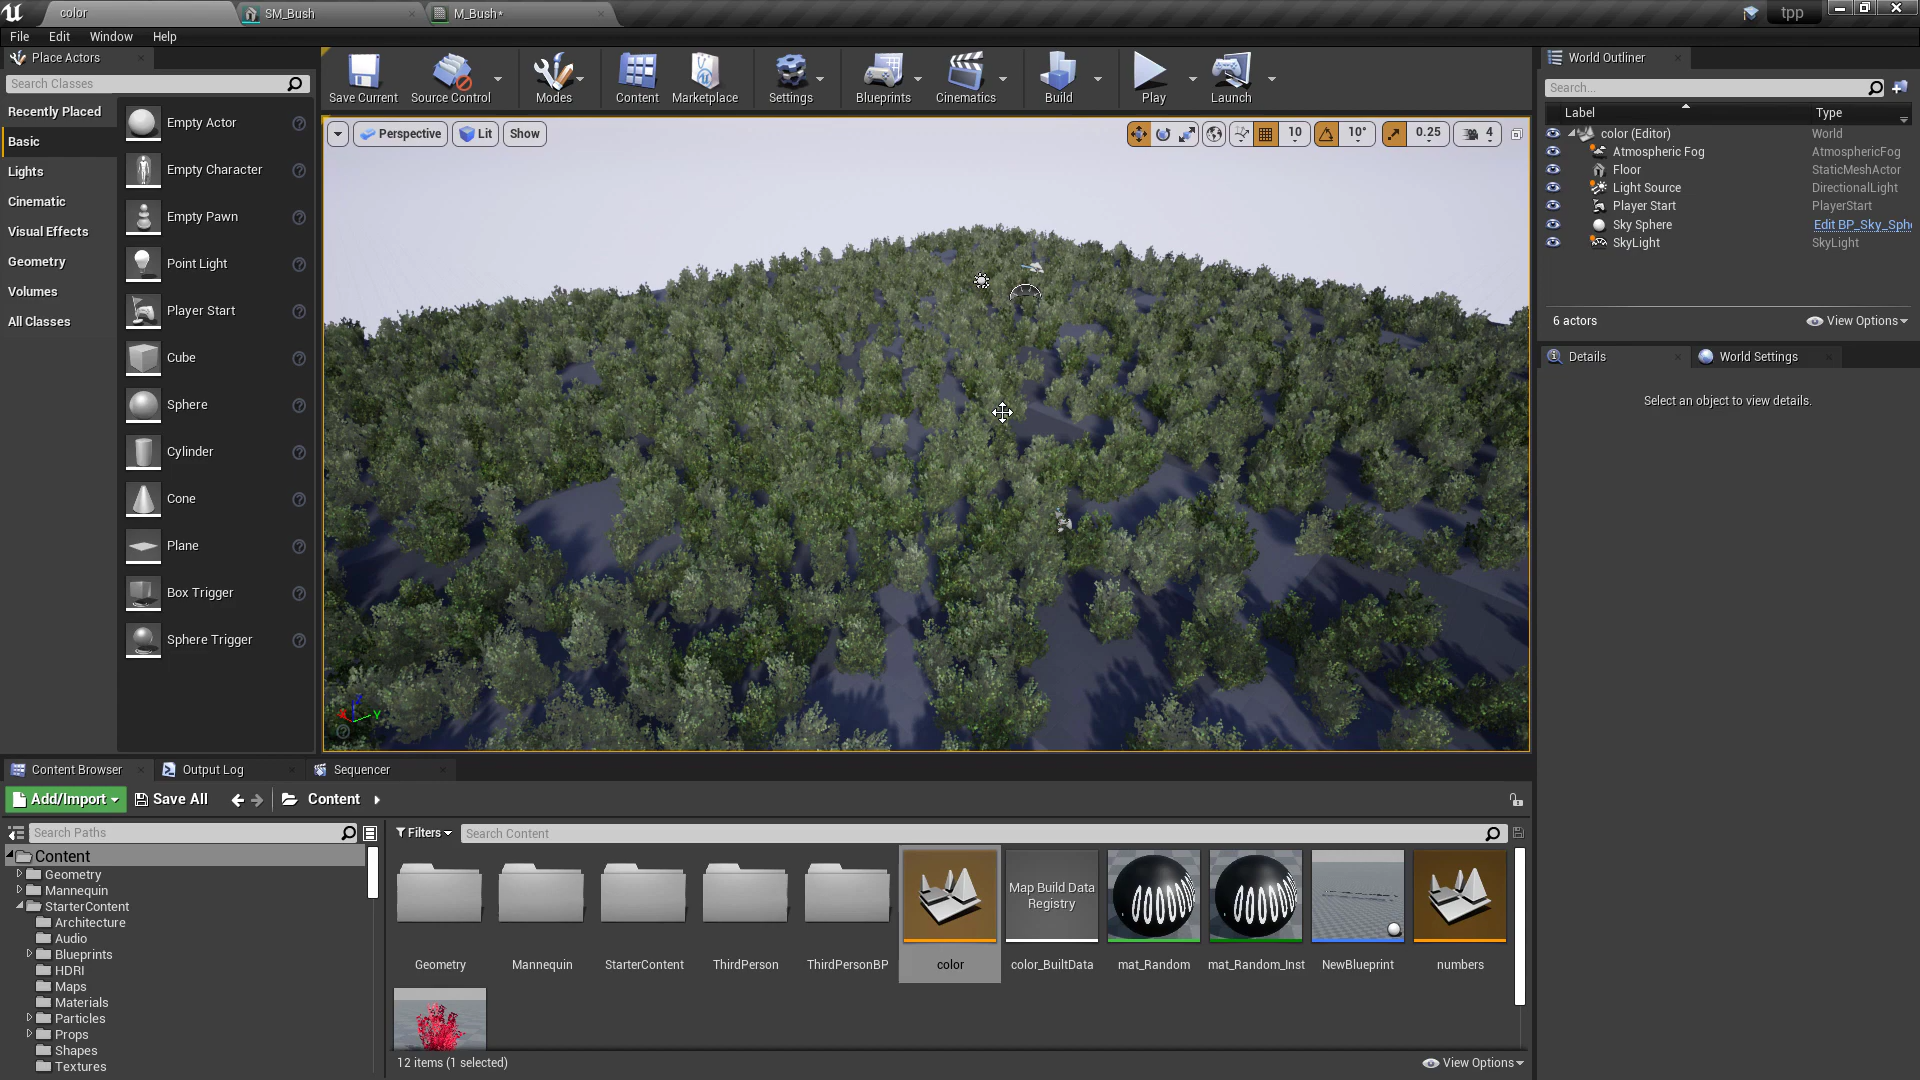 color
SM_Bush
M_Bush*
tpp
File Edit Window Help
Place Actors
Search Classes
Recently Placed
Basic
Lights
Cinematic
Visual Effects
Geometry
Volumes
All Classes
Empty Actor
Empty Character
Empty Pawn
Point Light
Player Start
Cube
Sphere
Cylinder
Cone
Plane
Box Trigger
Sphere Trigger
Save Current
Source Control
Modes
Content
Marketplace
Settings
Blueprints
Cinematics
Build
Play
Launch
Perspective
Lit
Show
10
10°
0.25
4
Y
World Outliner
Search...
Label Type
color (Editor) World
Atmospheric Fog AtmosphericFog
Floor StaticMeshActor
Light Source DirectionalLight
Player Start PlayerStart
Sky Sphere Edit BP_Sky_Sph
SkyLight SkyLight
6 actors
View Options
Details
World Settings
Select an object to view details.
Content Browser
Output Log
Sequencer
Add/Import
Save All
Content
Search Paths
Content
Geometry
Mannequin
StarterContent
Architecture
Audio
Blueprints
HDRI
Maps
Materials
Particles
Props
Shapes
Textures
Filters
Search Content
Map Build Data
Registry
Geometry
Mannequin
StarterContent
ThirdPerson
ThirdPersonBP
color
color_BuiltData
mat_Random
mat_Random_Inst
NewBlueprint
numbers
12 items (1 selected)
View Options